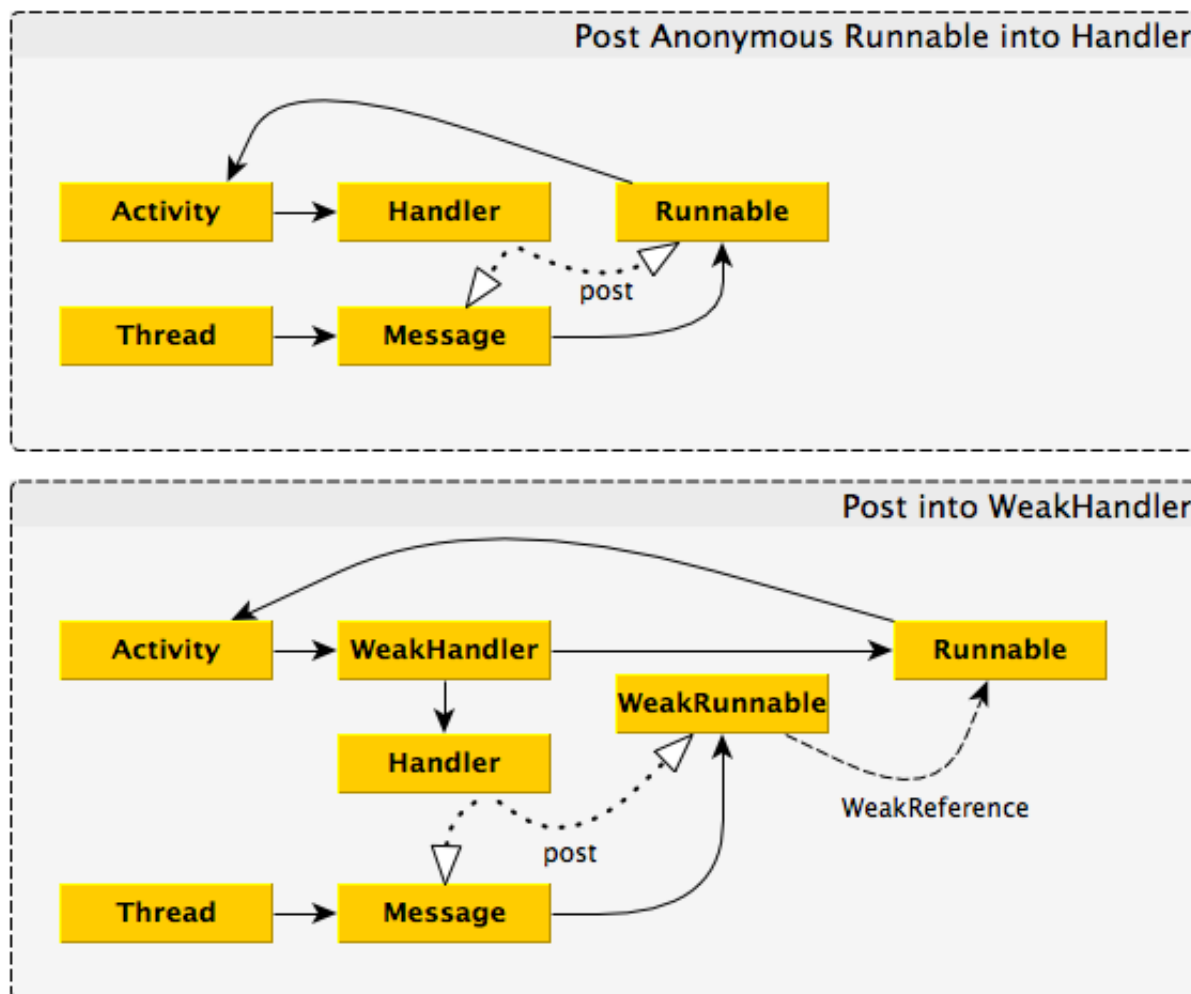 Post Anonymous Runnable into Handler
Activity
Handler
Runnable
post
Thread
Message
Post into WeakHandler
Activity
WeakHandler
Runnable
WeakRunnable
Handler
WeakReference
post
Thread
Message